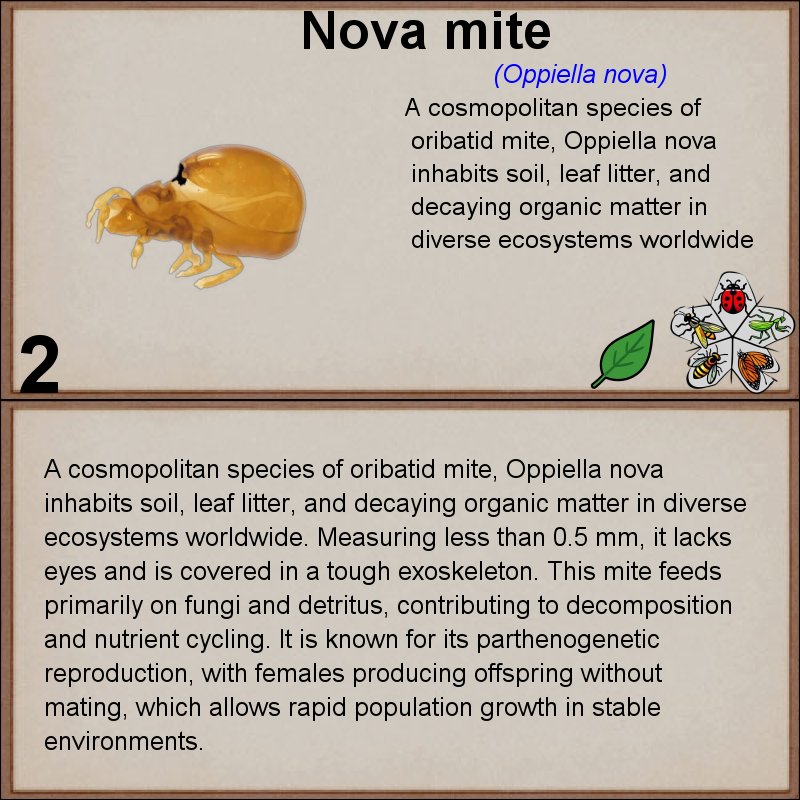 Nova mite
(Oppiella nova)
A cosmopolitan species of
oribatid mite, Oppiella nova
inhabits soil, leaf litter, and
decaying organic matter in
diverse ecosystems worldwide
2
A cosmopolitan species of oribatid mite, Oppiella nova
inhabits soil, leaf litter, and decaying organic matter in diverse
ecosystems worldwide. Measuring less than 0.5 mm, it lacks
eyes and is covered in a tough exoskeleton. This mite feeds
primarily on fungi and detritus, contributing to decomposition
and nutrient cycling. It is known for its parthenogenetic
reproduction, with females producing offspring without
mating, which allows rapid population growth in stable
environments.